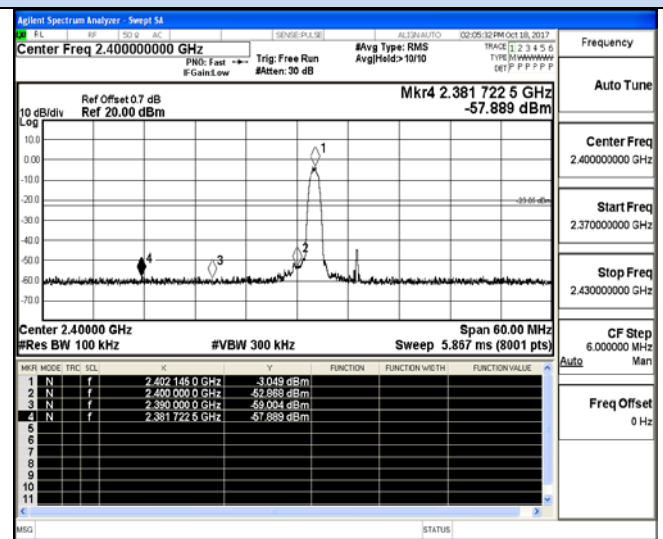 Agilent Spectrum Analyzer - Swept SA
RL RF 50 Ω AC SENSE:PULSE ALIGN AUTO 02:05:32 PM Oct 18, 2017
Center Freq 2.400000000 GHz
PNO: Fast
IFGain:Low
Trig: Free Run
#Atten: 30 dB
#Avg Type: RMS
Avg|Hold:> 10/10
TRACE 1 2 3 4 5 6
TYPE M WWWWW
DET P P P P P P
Frequency
Auto Tune
Center Freq
2.400000000 GHz
Start Freq
2.370000000 GHz
Stop Freq
2.430000000 GHz
CF Step
6.000000 MHz
Auto Man
Freq Offset
0 Hz
Mkr4 2.381 722 5 GHz
-57.889 dBm
Ref Offset 0.7 dB
10 dB/div Ref 20.00 dBm
Log
10.0
0.00
-10.0
-20.0
-30.0
-40.0
-50.0
-60.0
-70.0
1
2
3
4
Center 2.40000 GHz Span 60.00 MHz
#Res BW 100 kHz #VBW 300 kHz Sweep 5.867 ms (8001 pts)
MKR MODE TRC SCL X Y FUNCTION FUNCTION WIDTH FUNCTION VALUE
1 N f 2.402 145 0 GHz -3.049 dBm
2 N f 2.400 000 0 GHz -52.868 dBm
3 N f 2.390 000 0 GHz -59.004 dBm
4 N f 2.381 722 5 GHz -57.889 dBm
5
6
7
8
9
10
11
MSG STATUS